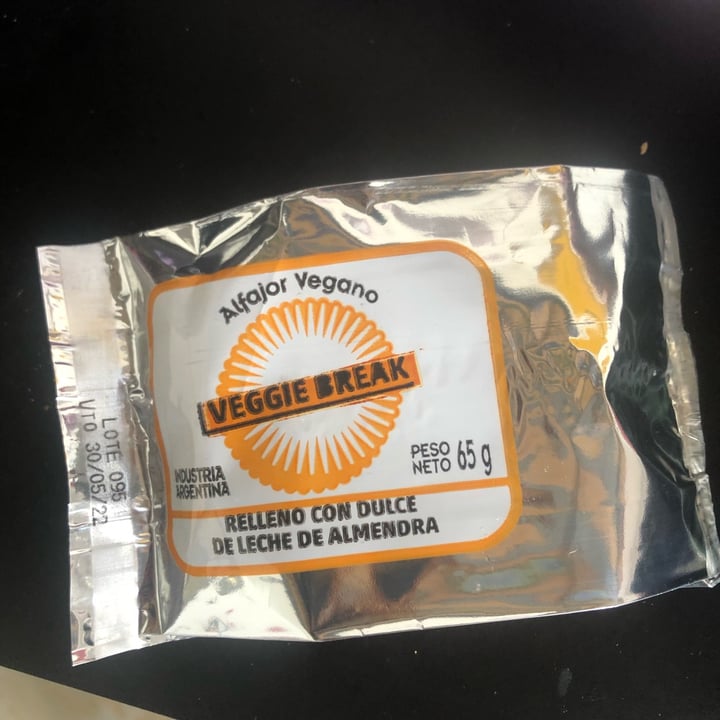 Alfajor Vegano
VEGGIE BREAK
INDUSTRIA
ARGENTINA
PESO
NETO 65 g
RELLENO CON DULCE
DE LECHE DE ALMENDRA
LOTE 095
VTO 30/05/22